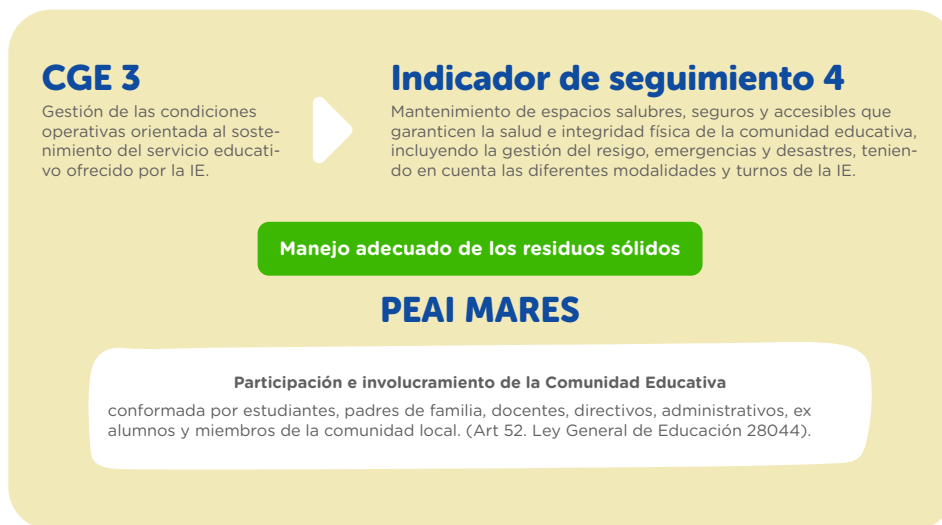 CGE 3
Gestión de las condiciones
operativas orientada al soste-
nimiento del servicio educati-
vo ofrecido por la IE.
Indicador de seguimiento 4
Mantenimiento de espacios salubres, seguros y accesibles que
garanticen la salud e integridad física de la comunidad educativa,
incluyendo la gestión del resigo, emergencias y desastres, tenien-
do en cuenta las diferentes modalidades y turnos de la IE.
Manejo adecuado de los residuos sólidos
PEAI MARES
Participación e involucramiento de la Comunidad Educativa
conformada por estudiantes, padres de familia, docentes, directivos, administrativos, ex
alumnos y miembros de la comunidad local. (Art 52. Ley General de Educación 28044).